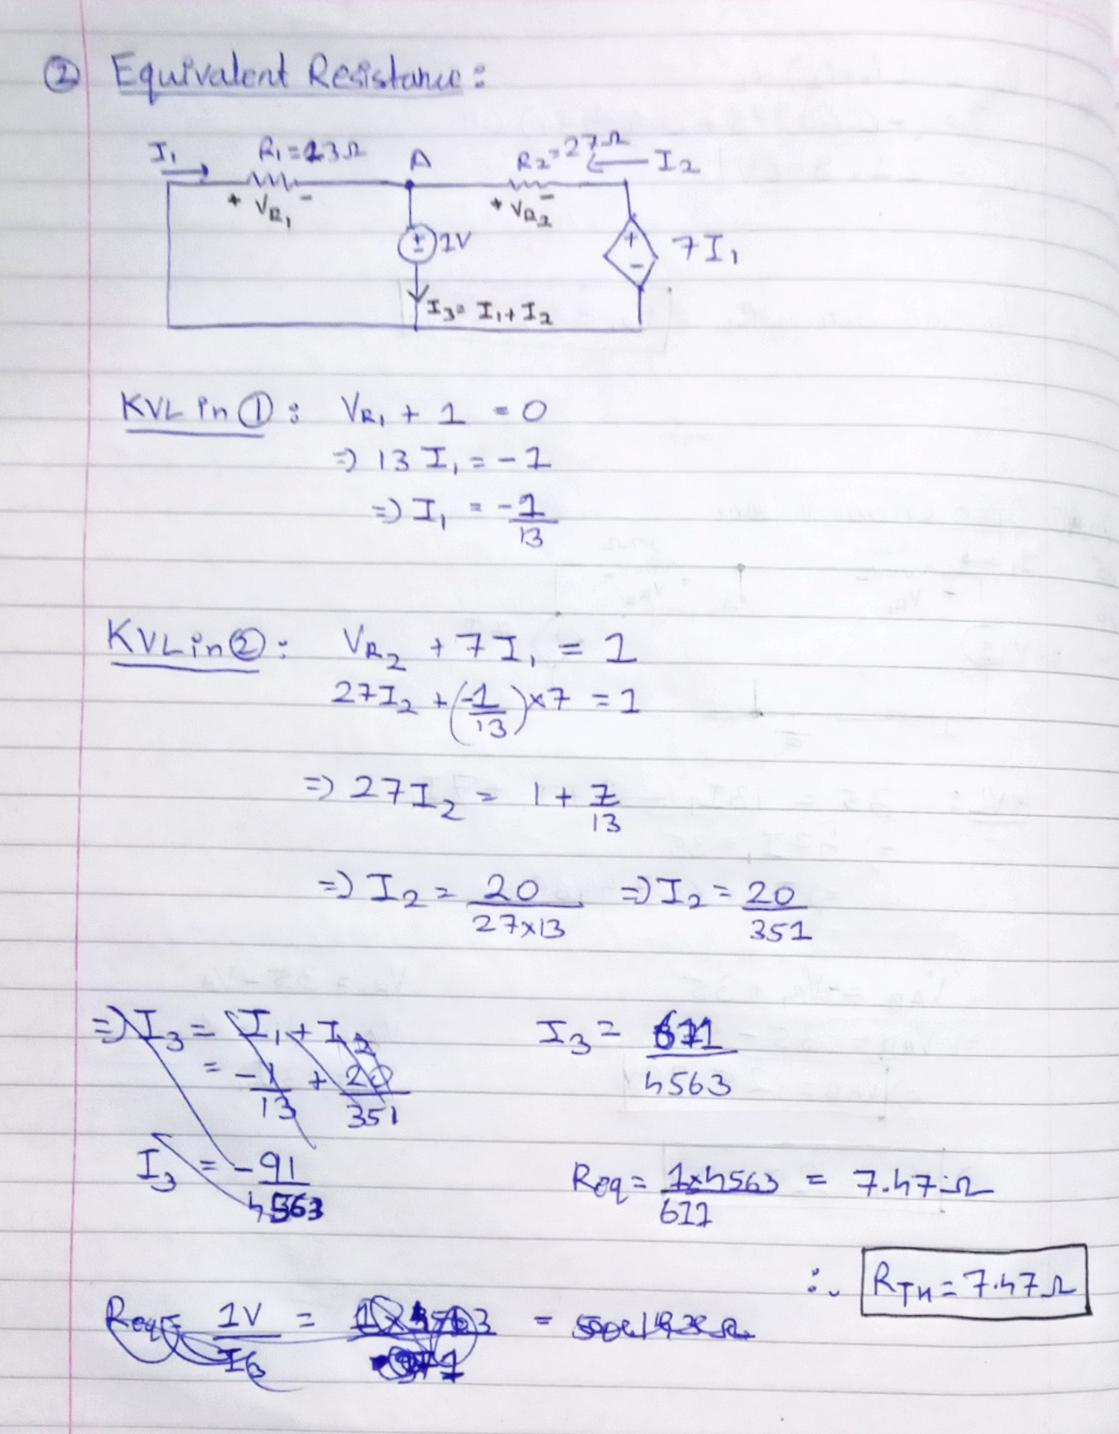 ② Equivalent Resistance :
I₁ R₁=13Ω A R₂=27Ω I₂
+ V_R₁ - + V_R₂ -
± 1V + - 7I₁
I₃= I₁+I₂
KVL in ① : V_R₁ + 1 = 0
⇒ 13 I₁ = -1
⇒ I₁ = -1/13
KVL in ② : V_R₂ + 7I₁ = 1
27I₂ + (-1/13)×7 = 1
⇒ 27I₂ = 1 + 7/13
⇒ I₂ = 20/27×13 ⇒ I₂ = 20/351
⇒ I₃ = I₁ + I₂ I₃ = 611/4563
= -1/13 + 20/351
I₃ = -91/4563 Req = 1×4563/611 = 7.47Ω
∴ R_TH = 7.47Ω
Req = 1V/I₃ = =